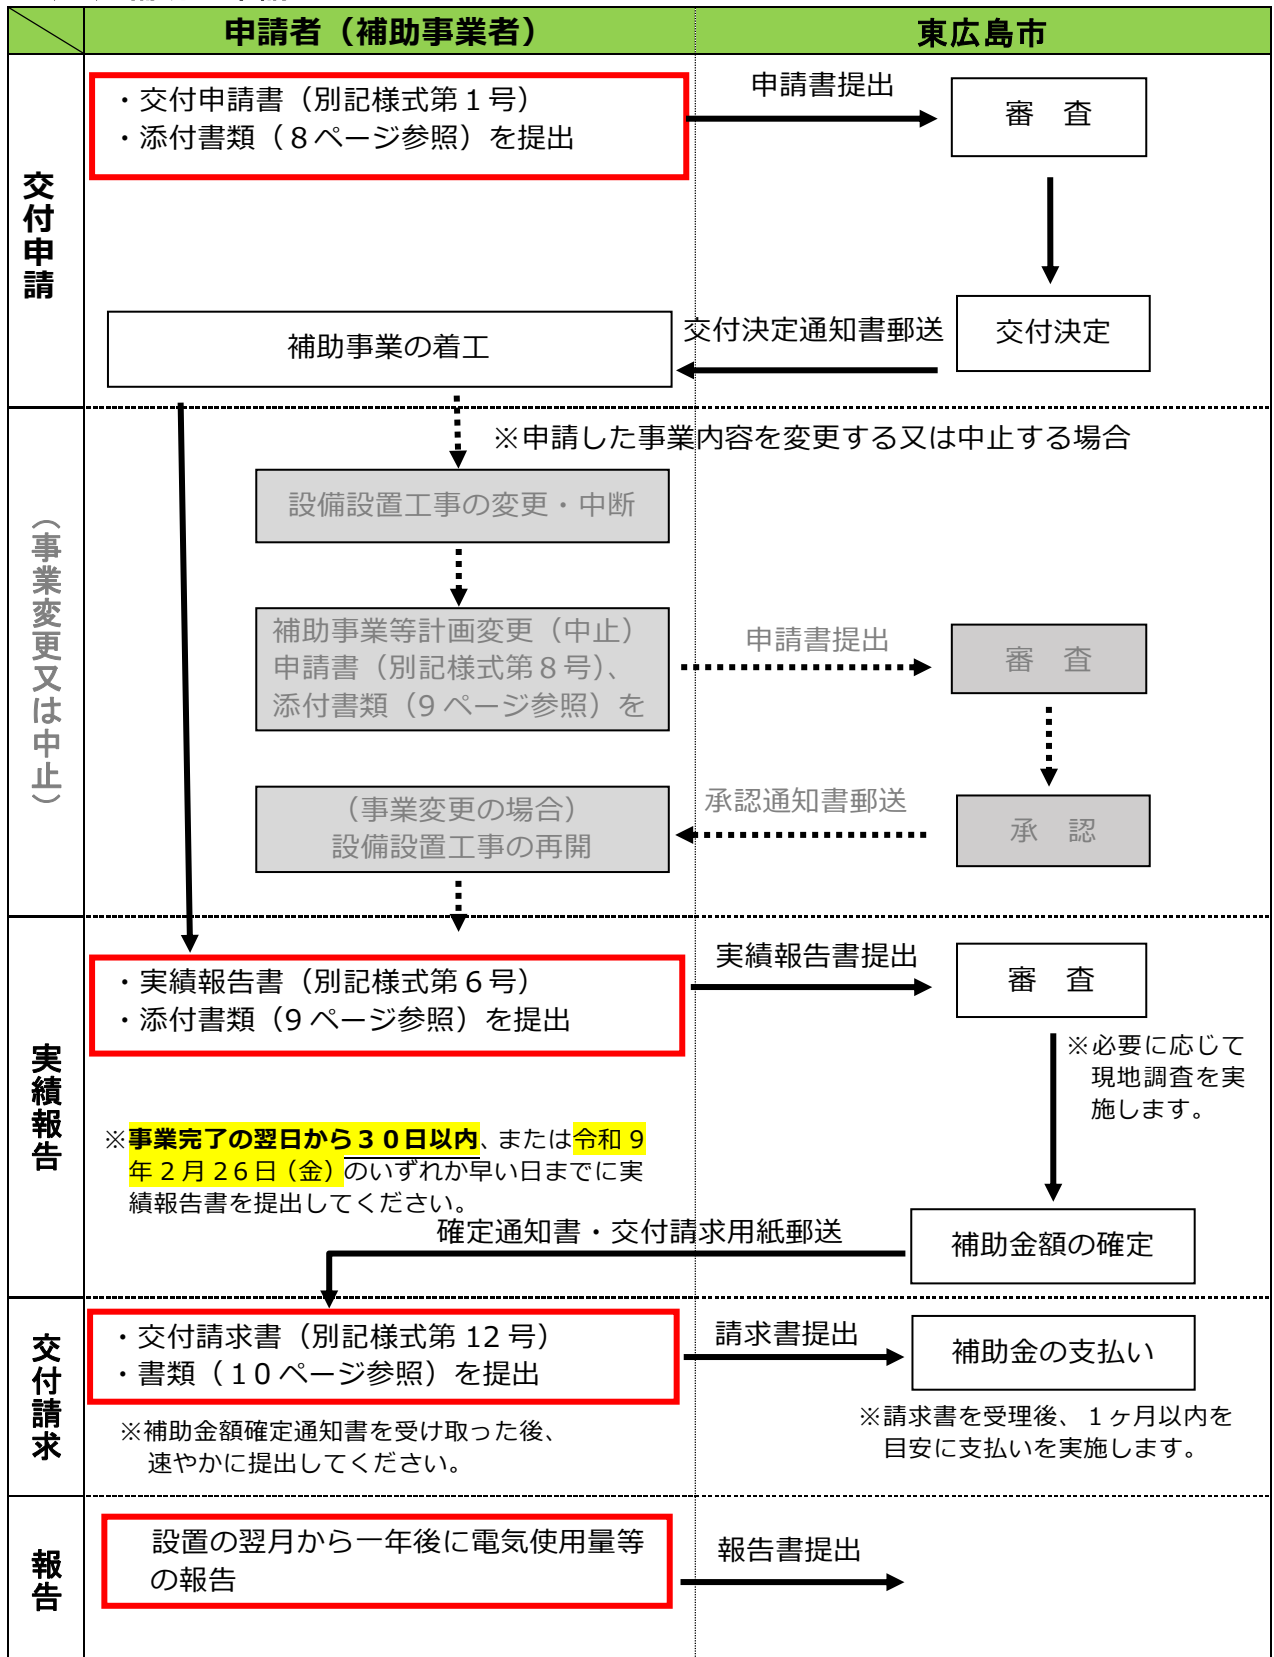 申請者（補助事業者）
東広島市
交付申請
・交付申請書（別記様式第１号）
・添付書類（８ページ参照）を提出
申請書提出
審　査
補助事業の着工
交付決定通知書郵送
交付決定
（事業変更又は中止）
※申請した事業内容を変更する又は中止する場合
設備設置工事の変更・中断
補助事業等計画変更（中止）
申請書（別記様式第８号）、
添付書類（９ページ参照）を
申請書提出
審　査
（事業変更の場合）
設備設置工事の再開
承認通知書郵送
承　認
実績報告
・実績報告書（別記様式第６号）
・添付書類（９ページ参照）を提出
実績報告書提出
審　査
※必要に応じて
現地調査を実
施します。
※事業完了の翌日から３０日以内、または令和９
年２月２６日（金）のいずれか早い日までに実
績報告書を提出してください。
確定通知書・交付請求用紙郵送
補助金額の確定
交付請求
・交付請求書（別記様式第 12 号）
・書類（１０ページ参照）を提出
請求書提出
補助金の支払い
※補助金額確定通知書を受け取った後、
速やかに提出してください。
※請求書を受理後、１ヶ月以内を
目安に支払いを実施します。
報告
設置の翌月から一年後に電気使用量等
の報告
報告書提出